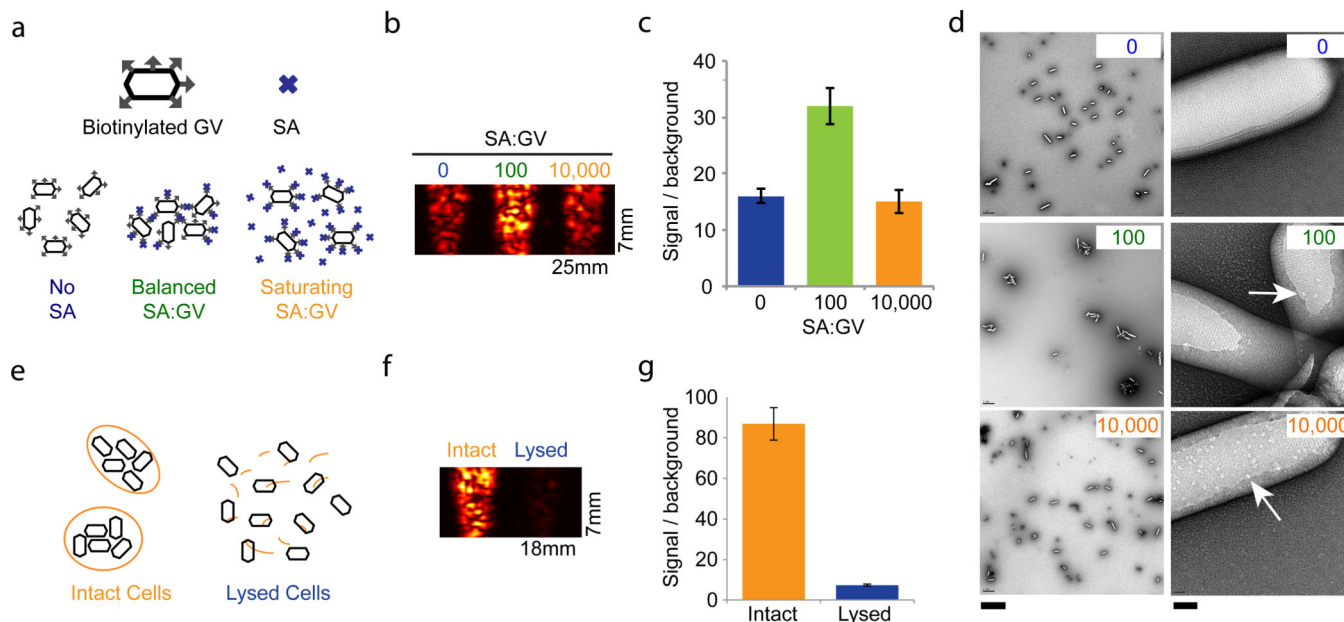 a
Biotinylated GV
SA
No
SA
Balanced
SA:GV
Saturating
SA:GV
b
SA:GV
0 100 10,000
7mm
25mm
c
Signal / background
40
30
20
10
0
0 100 10,000
SA:GV
d
0 0
100 100
10,000 10,000
e
Intact Cells Lysed Cells
f
Intact Lysed
7mm
18mm
g
Signal / background
100
80
60
40
20
0
Intact Lysed